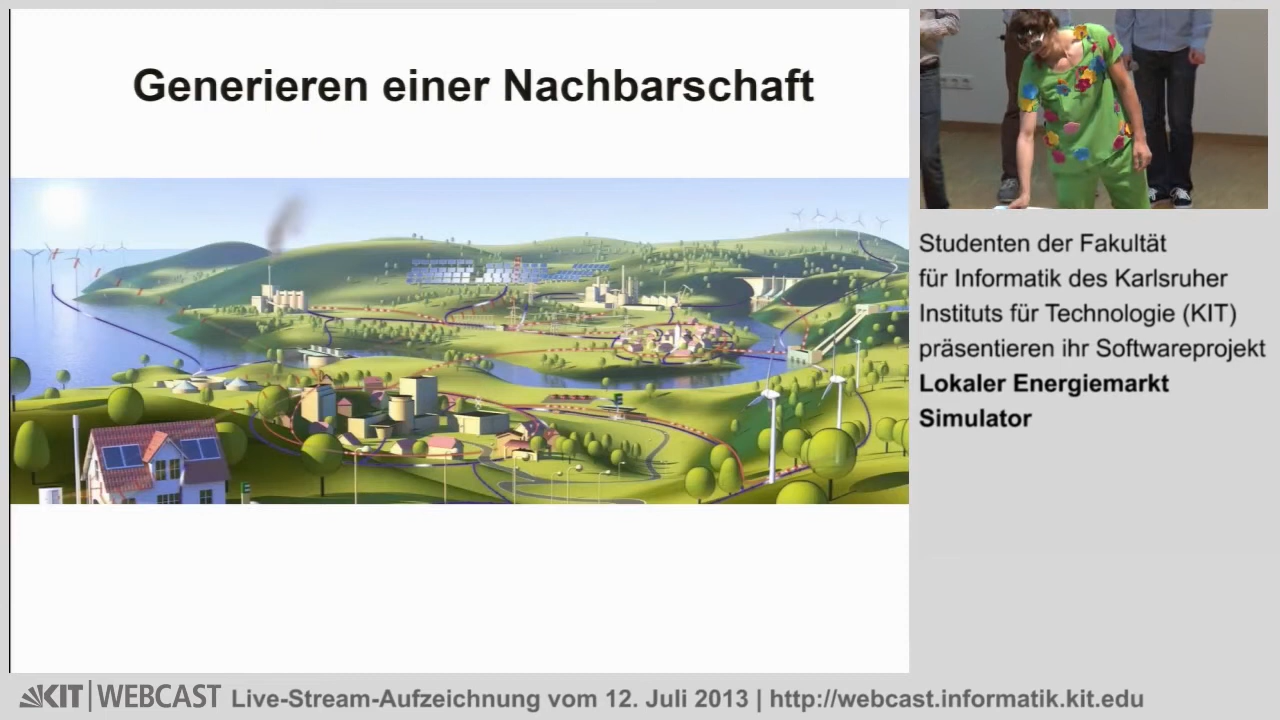 Generieren einer Nachbarschaft
Studenten der Fakultät
für Informatik des Karlsruher
Instituts für Technologie (KIT)
präsentieren ihr Softwareprojekt
Lokaler Energiemarkt
Simulator
KIT | WEBCAST Live-Stream-Aufzeichnung vom 12. Juli 2013 | http://webcast.informatik.kit.edu